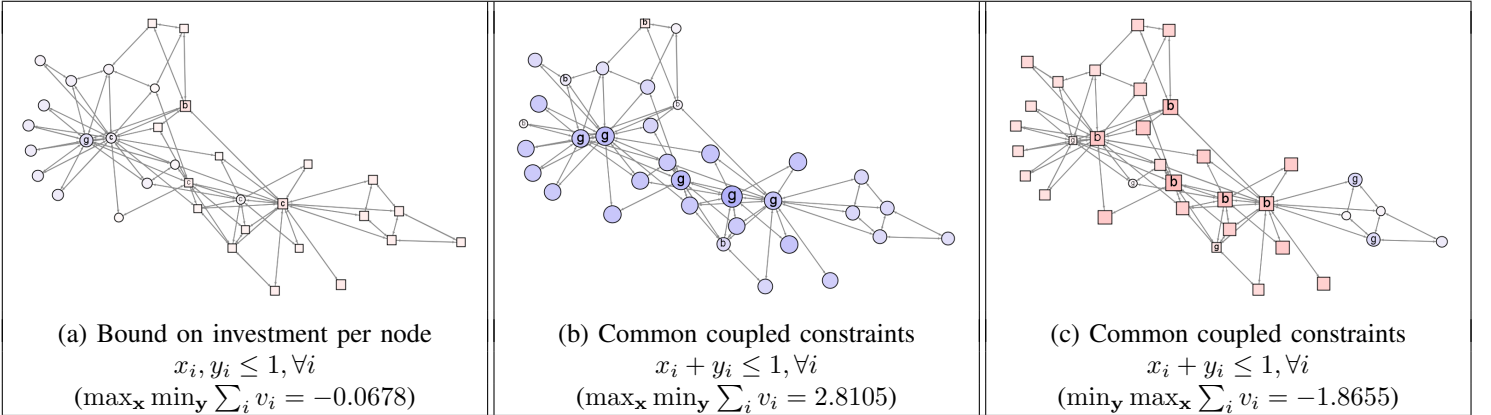 b
g
c
c
c
c
b
b
b
b
g
g
g
g
g
b
b
b
g
g
b
b
b
g
g
g
(a) Bound on investment per node
x_i, y_i ≤ 1, ∀i
(max_x min_y ∑_i v_i = −0.0678)
(b) Common coupled constraints
x_i + y_i ≤ 1, ∀i
(max_x min_y ∑_i v_i = 2.8105)
(c) Common coupled constraints
x_i + y_i ≤ 1, ∀i
(min_y max_x ∑_i v_i = −1.8655)